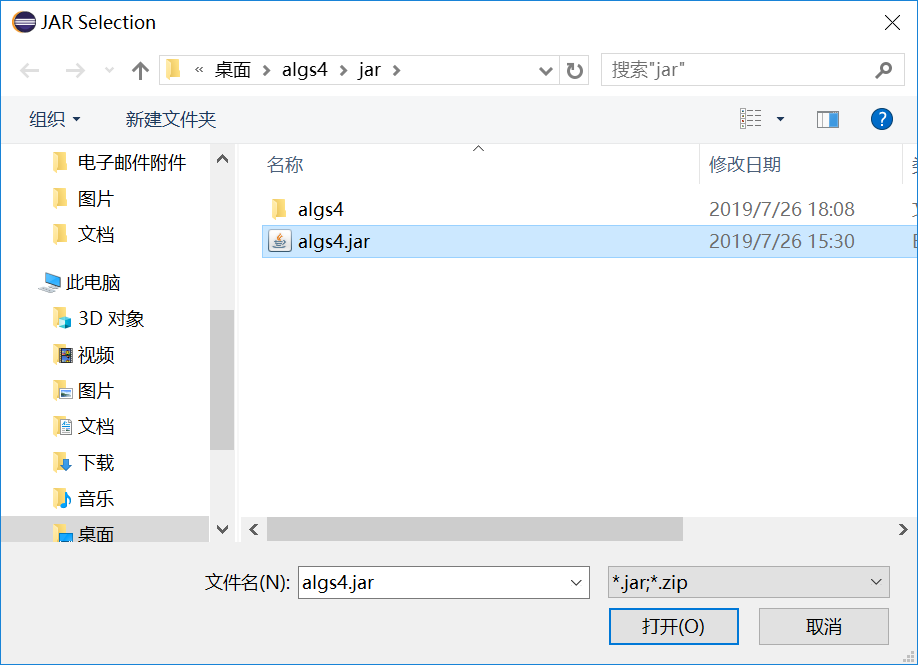 JAR Selection
« 桌面 > algs4 > jar >
搜索"jar"
组织
新建文件夹
电子邮件附件
图片
文档
此电脑
3D 对象
视频
图片
文档
下载
音乐
桌面
名称
修改日期
algs4
2019/7/26 18:08
algs4.jar
2019/7/26 15:30
文件名(N):
algs4.jar
*.jar;*.zip
打开(O)
取消